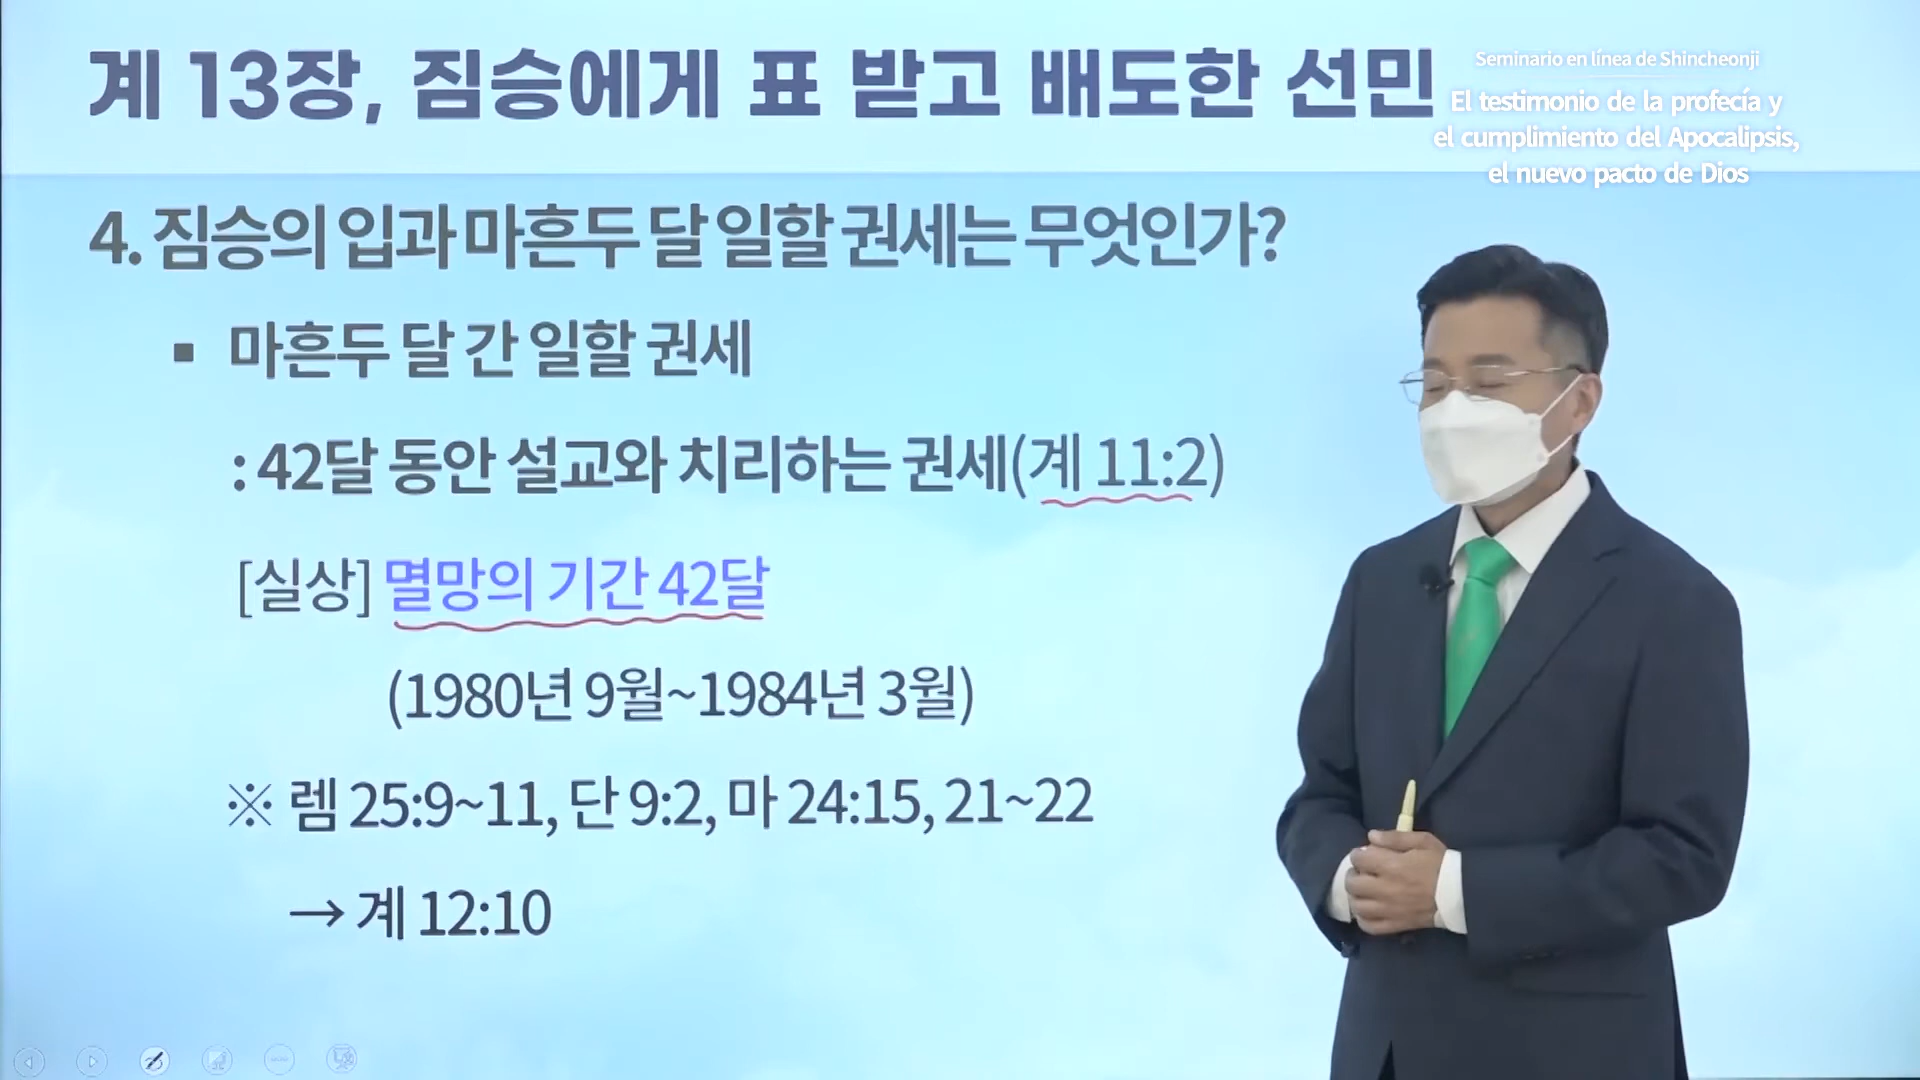 계 13장, 짐승에게 표 받고 배도한 선민
Seminario en línea de Shincheonji
El testimonio de la profecía y
el cumplimiento del Apocalipsis,
el nuevo pacto de Dios
4. 짐승의 입과 마흔두 달 일할 권세는 무엇인가?
▪ 마흔두 달 간 일할 권세
: 42달 동안 설교와 치리하는 권세(계 11:2)
[실상] 멸망의 기간 42달
(1980년 9월~1984년 3월)
※ 렘 25:9~11, 단 9:2, 마 24:15, 21~22
→ 계 12:10